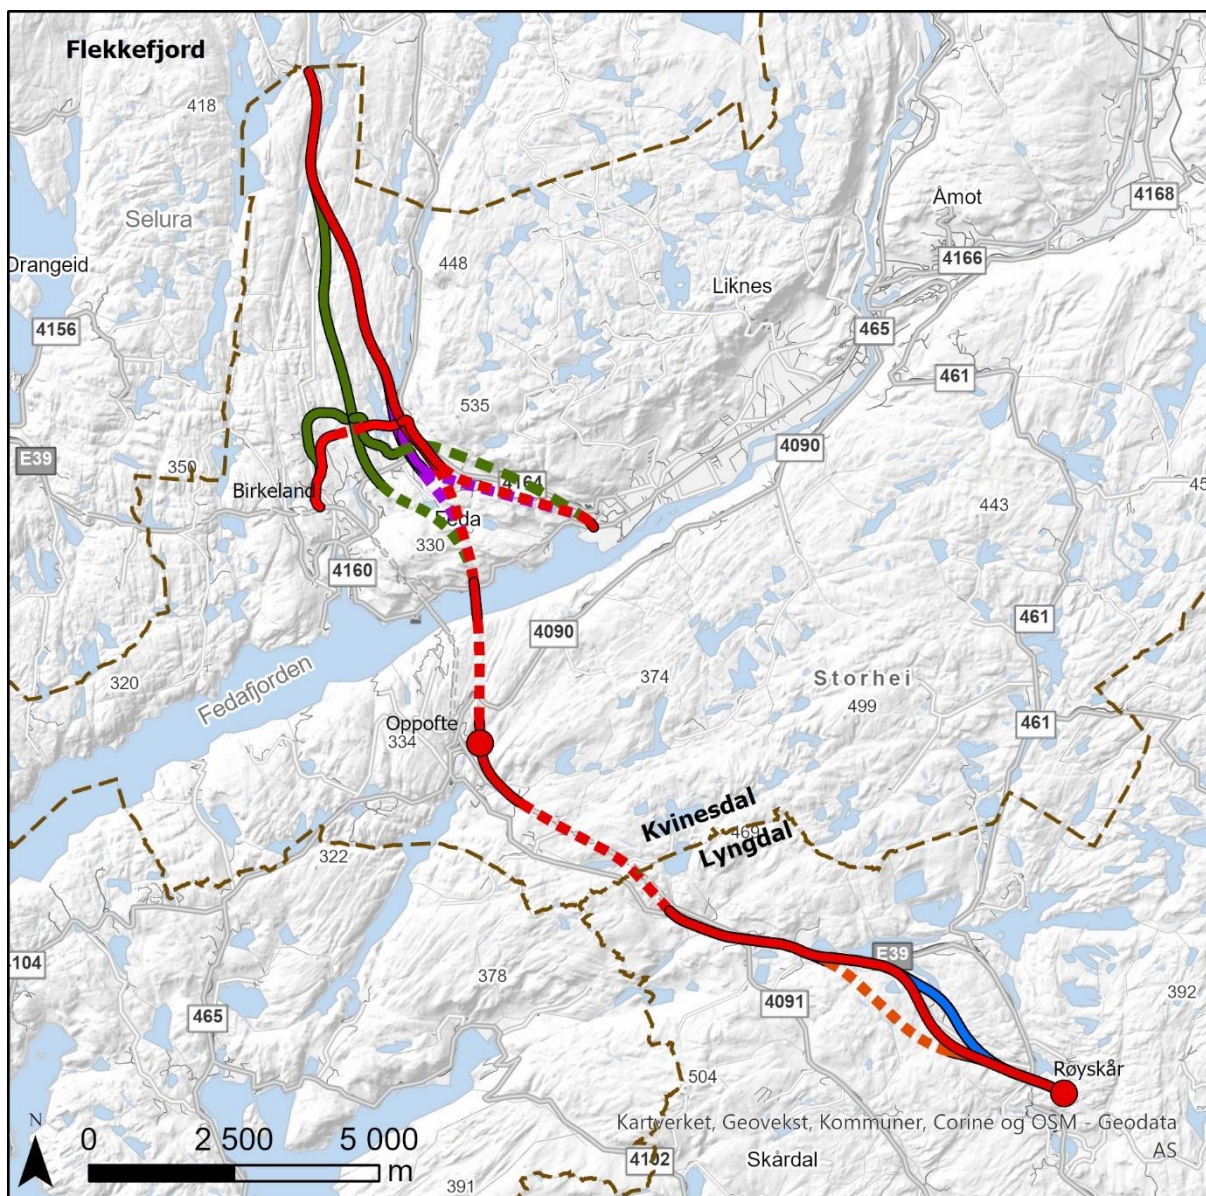 Flekkefjord
418
Åmot
4168
Selura
4166
448
Drangeid
Liknes
4156
465
461
535
4090
E39
350
4164
Birkeland
443
Feda
330
4160
461
4090
374
320
Storhei
Fedafjorden
499
461
Oppofte
334
Kvinesdal
469
322
Lyngdal
E39
378
4091
392
465
Røyskår
504
N
Kartverket, Geovekst, Kommuner, Corine og OSM - Geodata
AS
0 2 500 5 000
m
4102
Skårdal
391